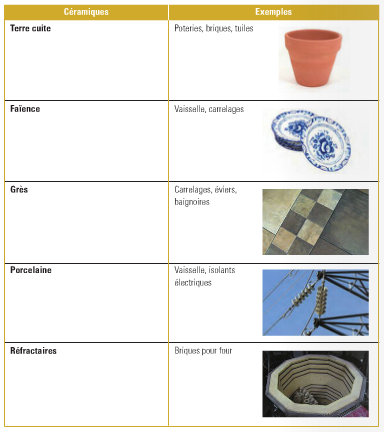 Céramiques Exemples
Terre cuite Poteries, briques, tuiles
Faïence Vaisselle, carrelages
Grès Carrelages, éviers,
baignoires
Porcelaine Vaisselle, isolants
électriques
Réfractaires Briques pour four